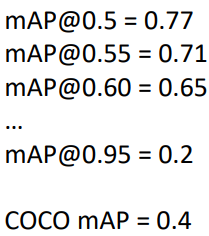 mAP@0.5 = 0.77
mAP@0.55 = 0.71
mAP@0.60 = 0.65
...
mAP@0.95 = 0.2
COCO mAP = 0.4